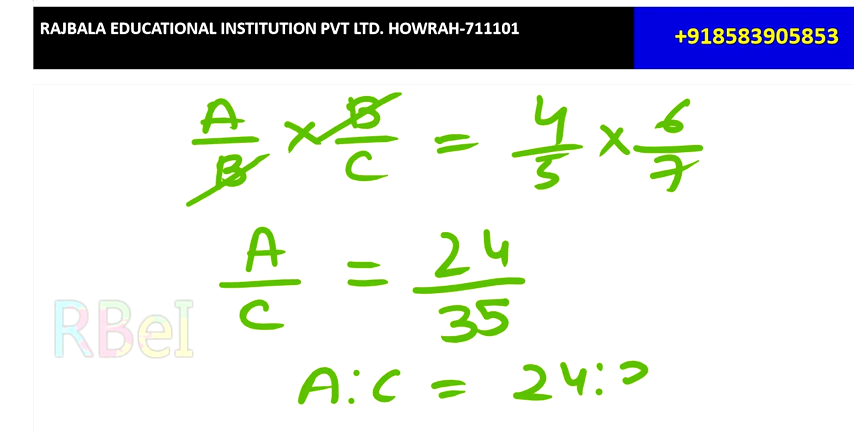 RAJBALA EDUCATIONAL INSTITUTION PVT LTD. HOWRAH-711101
+918583905853
A/B × B/C = 4/5 × 6/7
A/C = 24/35
RBeI
A:C = 24: